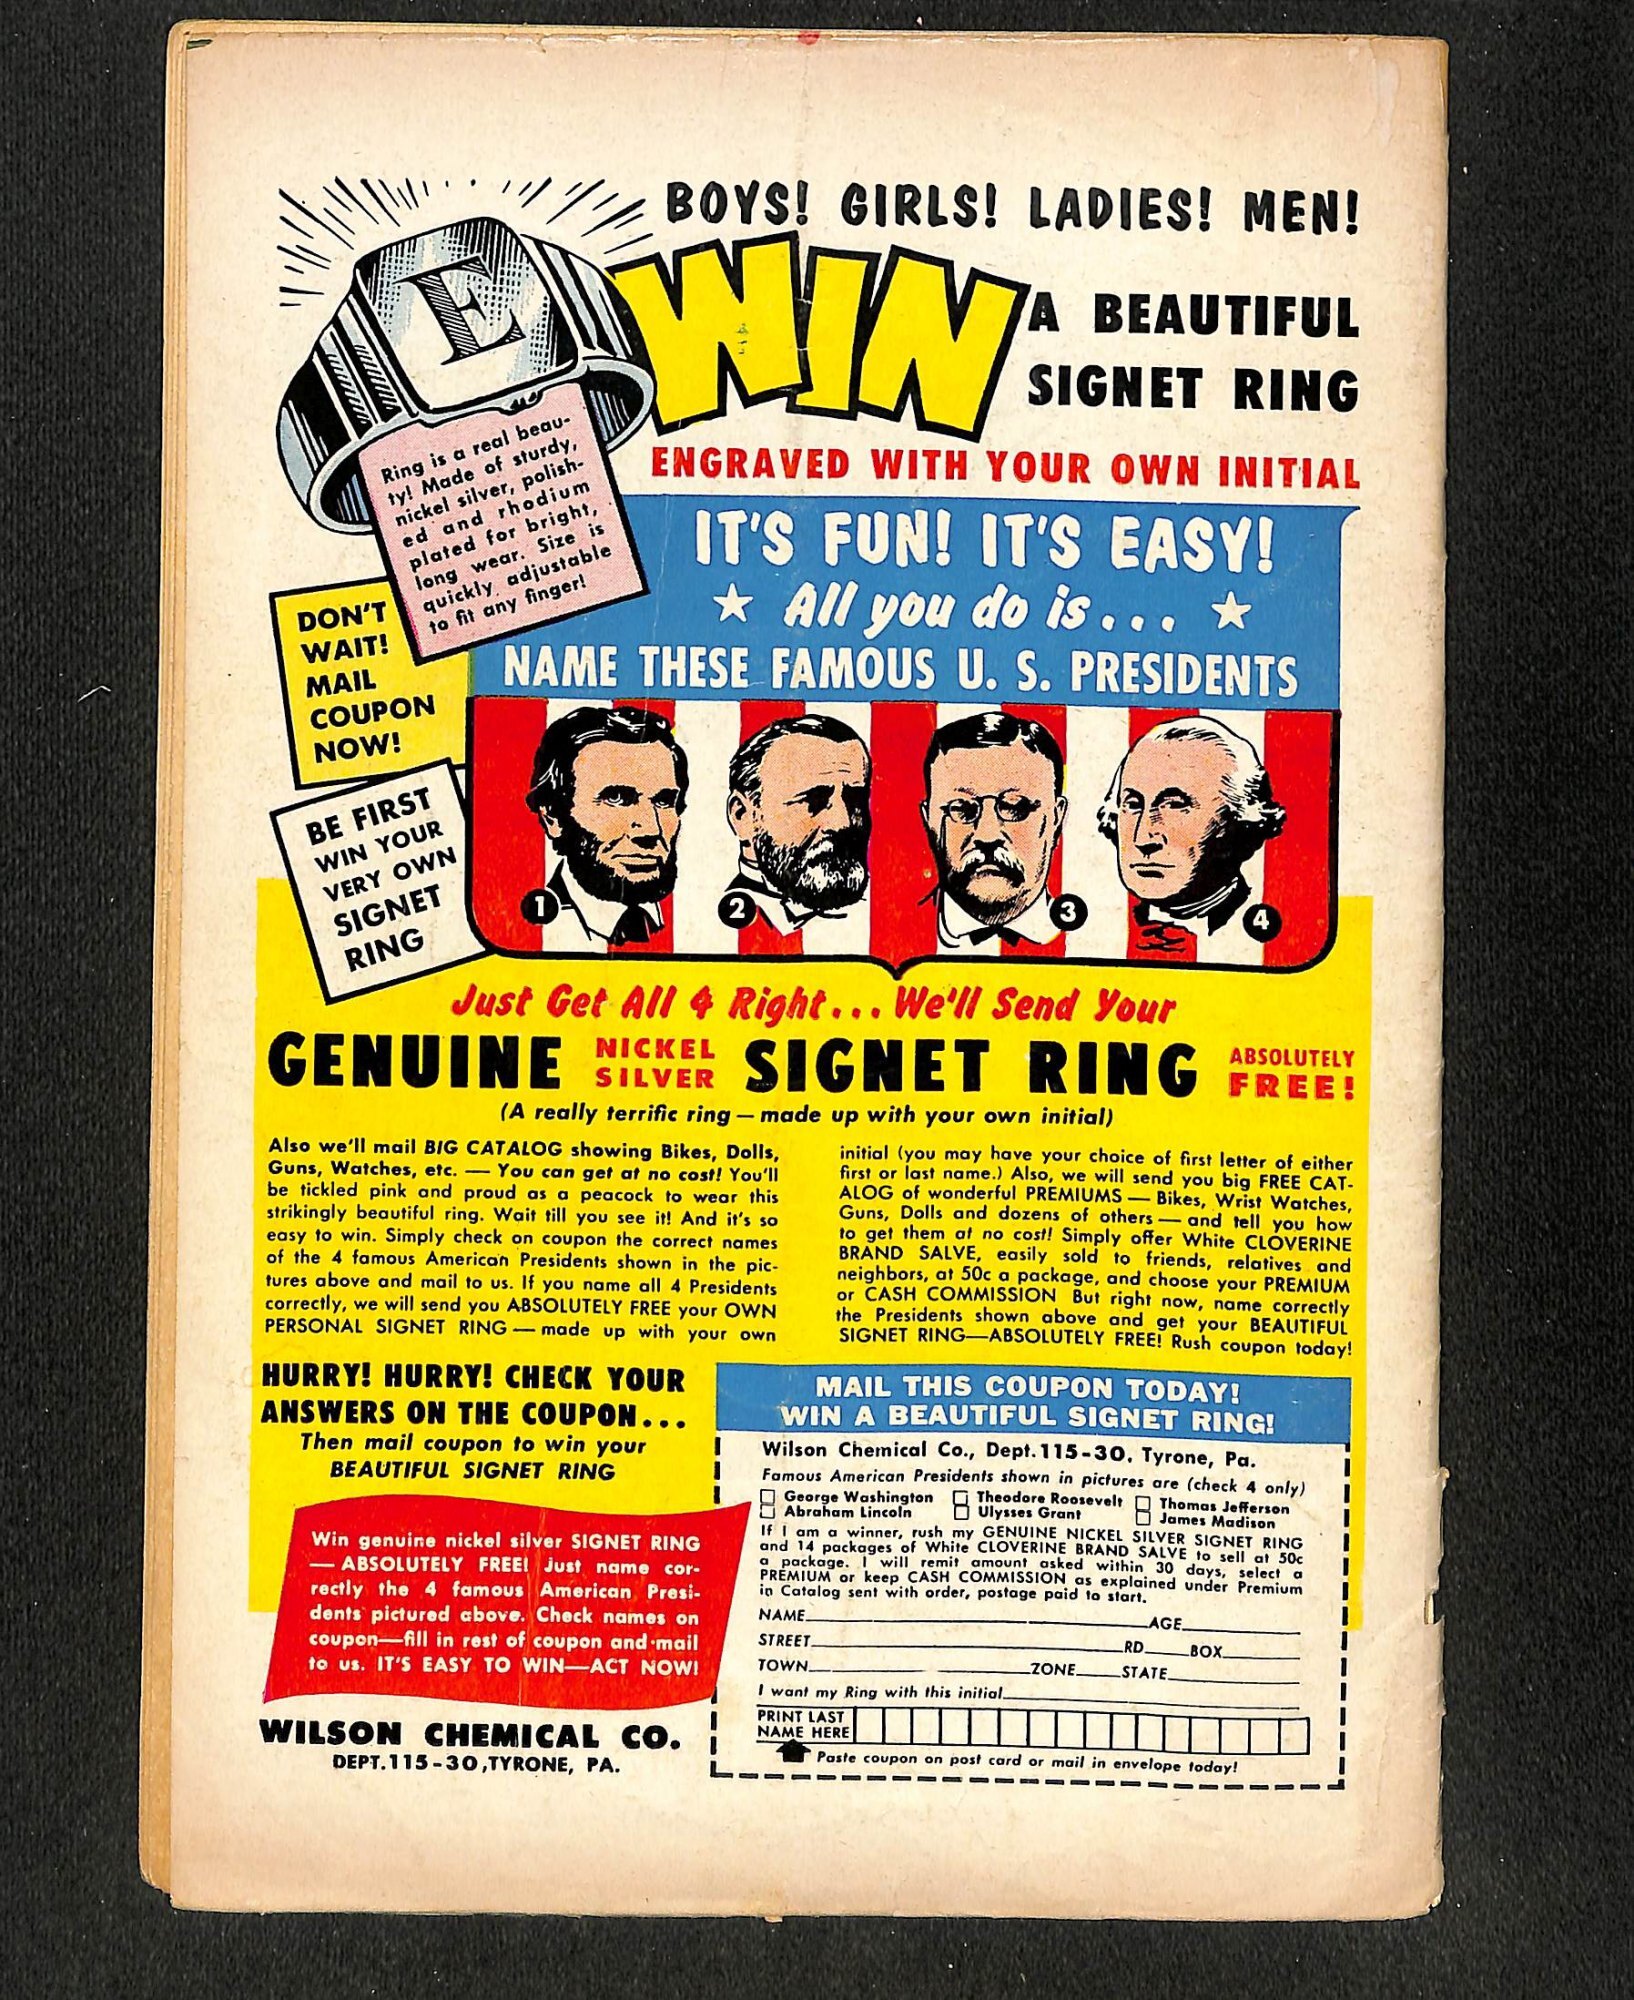 BOYS! GIRLS! LADIES! MEN!
WIN
A BEAUTIFUL
SIGNET RING
ENGRAVED WITH YOUR OWN INITIAL
E
Ring is a real beau-
ty! Made of sturdy,
nickel silver, polish-
ed and rhodium
plated for bright,
long wear. Size is
quickly adjustable
to fit any finger!
IT'S FUN! IT'S EASY!
All you do is...
NAME THESE FAMOUS U. S. PRESIDENTS
DON'T
WAIT!
MAIL
COUPON
NOW!
BE FIRST
WIN YOUR
VERY OWN
SIGNET
RING
1
2
3
4
Just Get All 4 Right... We'll Send Your
GENUINE NICKEL SILVER SIGNET RING ABSOLUTELY FREE!
(A really terrific ring — made up with your own initial)
Also we'll mail BIG CATALOG showing Bikes, Dolls,
Guns, Watches, etc. — You can get at no cost! You'll
be tickled pink and proud as a peacock to wear this
strikingly beautiful ring. Wait till you see it! And it's so
easy to win. Simply check on coupon the correct names
of the 4 famous American Presidents shown in the pic-
tures above and mail to us. If you name all 4 Presidents
correctly, we will send you ABSOLUTELY FREE your OWN
PERSONAL SIGNET RING — made up with your own
initial (you may have your choice of first letter of either
first or last name.) Also, we will send you big FREE CAT-
ALOG of wonderful PREMIUMS — Bikes, Wrist Watches,
Guns, Dolls and dozens of others — and tell you how
to get them at no cost! Simply offer White CLOVERINE
BRAND SALVE, easily sold to friends, relatives and
neighbors, at 50c a package, and choose your PREMIUM
or CASH COMMISSION But right now, name correctly
the Presidents shown above and get your BEAUTIFUL
SIGNET RING—ABSOLUTELY FREE! Rush coupon today!
HURRY! HURRY! CHECK YOUR
ANSWERS ON THE COUPON...
Then mail coupon to win your
BEAUTIFUL SIGNET RING
Win genuine nickel silver SIGNET RING
— ABSOLUTELY FREE! Just name cor-
rectly the 4 famous American Presi-
dents pictured above. Check names on
coupon—fill in rest of coupon and mail
to us. IT'S EASY TO WIN—ACT NOW!
WILSON CHEMICAL CO.
DEPT.115-30,TYRONE, PA.
MAIL THIS COUPON TODAY!
WIN A BEAUTIFUL SIGNET RING!
Wilson Chemical Co., Dept.115-30, Tyrone, Pa.
Famous American Presidents shown in pictures are (check 4 only)
George Washington Theodore Roosevelt Thomas Jefferson
Abraham Lincoln Ulysses Grant James Madison
If I am a winner, rush my GENUINE NICKEL SILVER SIGNET RING
and 14 packages of White CLOVERINE BRAND SALVE to sell at 50c
a package. I will remit amount asked within 30 days, select a
PREMIUM or keep CASH COMMISSION as explained under Premium
in Catalog sent with order, postage paid to start.
NAME AGE
STREET RD BOX
TOWN ZONE STATE
I want my Ring with this initial
PRINT LAST
NAME HERE
Paste coupon on post card or mail in envelope today!